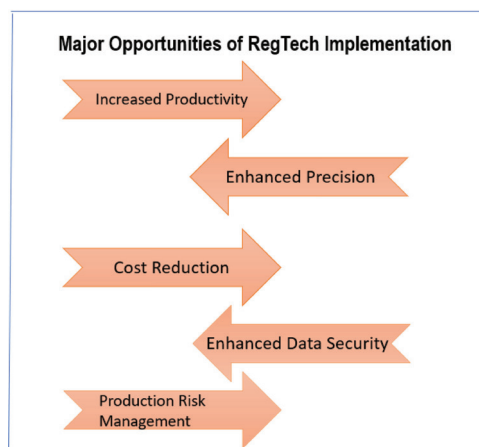 Major Opportunities of RegTech Implementation
Increased Productivity
Enhanced Precision
Cost Reduction
Enhanced Data Security
Production Risk
Management